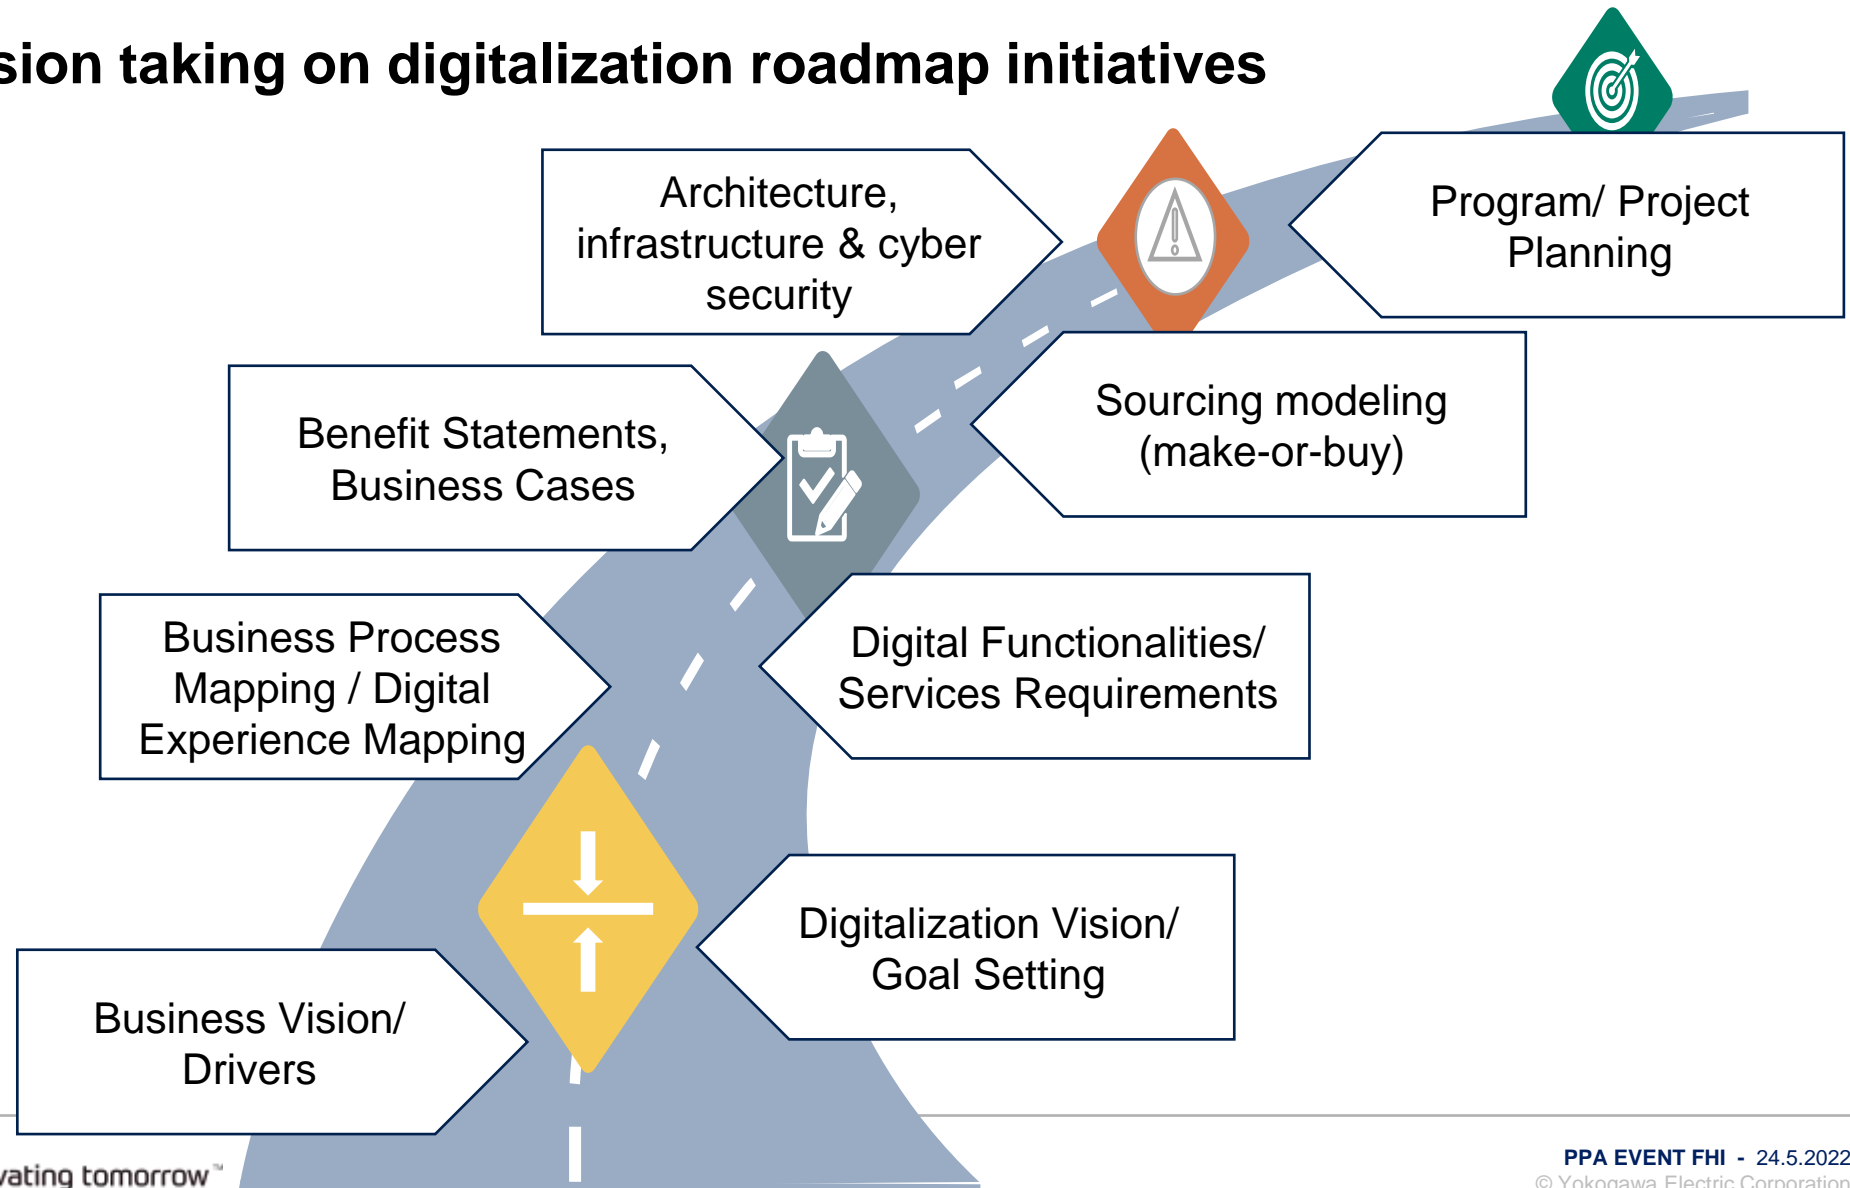 sion taking on digitalization roadmap initiatives
Architecture,
infrastructure & cyber
security
Program/ Project
Planning
Benefit Statements,
Business Cases
Sourcing modeling
(make-or-buy)
Business Process
Mapping / Digital
Experience Mapping
Digital Functionalities/
Services Requirements
Digitalization Vision/
Goal Setting
Business Vision/
Drivers
vating tomorrow™
PPA EVENT FHI - 24.5.2022
© Yokogawa Electric Corporation